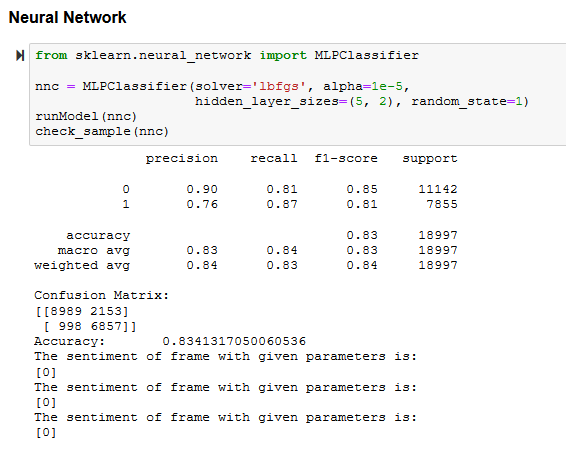 Neural Network
from sklearn.neural_network import MLPClassifier
nnc = MLPClassifier(solver='lbfgs', alpha=1e-5,
hidden_layer_sizes=(5, 2), random_state=1)
runModel(nnc)
check_sample(nnc)
precision recall f1-score support
0 0.90 0.81 0.85 11142
1 0.76 0.87 0.81 7855
accuracy 0.83 18997
macro avg 0.83 0.84 0.83 18997
weighted avg 0.84 0.83 0.84 18997
Confusion Matrix:
[[8989 2153]
[ 998 6857]]
Accuracy: 0.8341317050060536
The sentiment of frame with given parameters is:
[0]
The sentiment of frame with given parameters is:
[0]
The sentiment of frame with given parameters is:
[0]